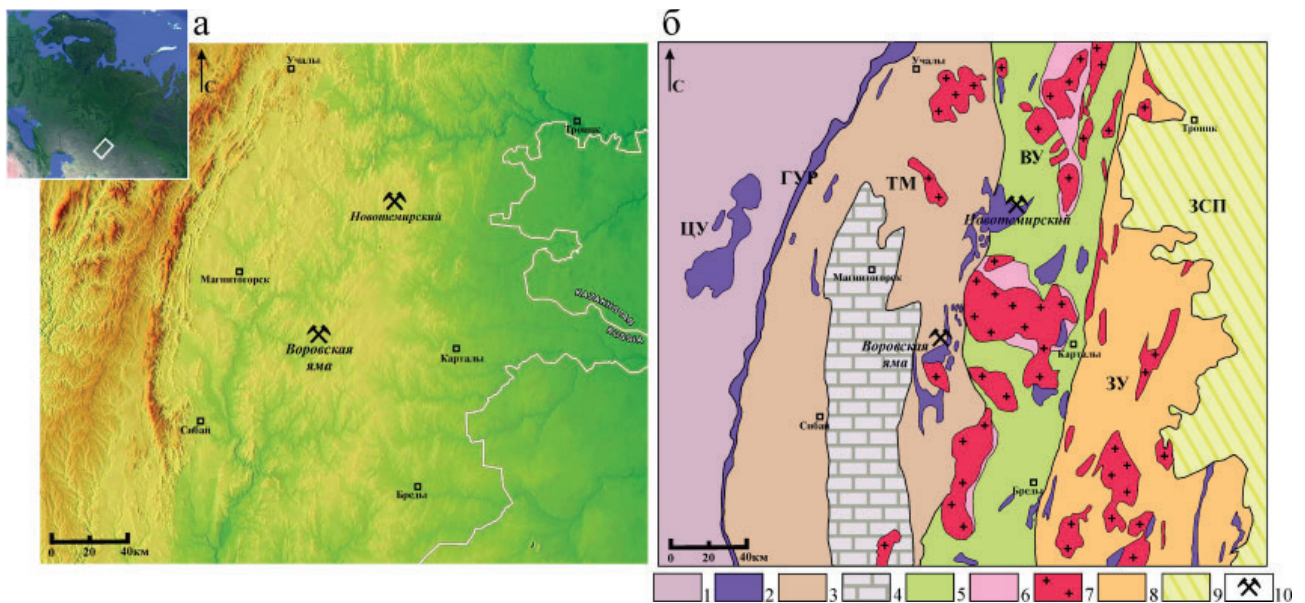 а
С
Учалы
Троицк
Новотемирский
Магнитогорск
KAZAKHSTAN
RUSSIA
Воровская
яма
Карталы
Сибай
Бреды
0 20 40км
б
С
Учалы
Троицк
ВУ
ГУР
ТМ
ЗСП
ЦУ
Новотемирский
Магнитогорск
Воровская
яма
Карталы
ЗУ
Сибай
Бреды
0 20 40км
1 2 3 4 5 6 7 8 9 10